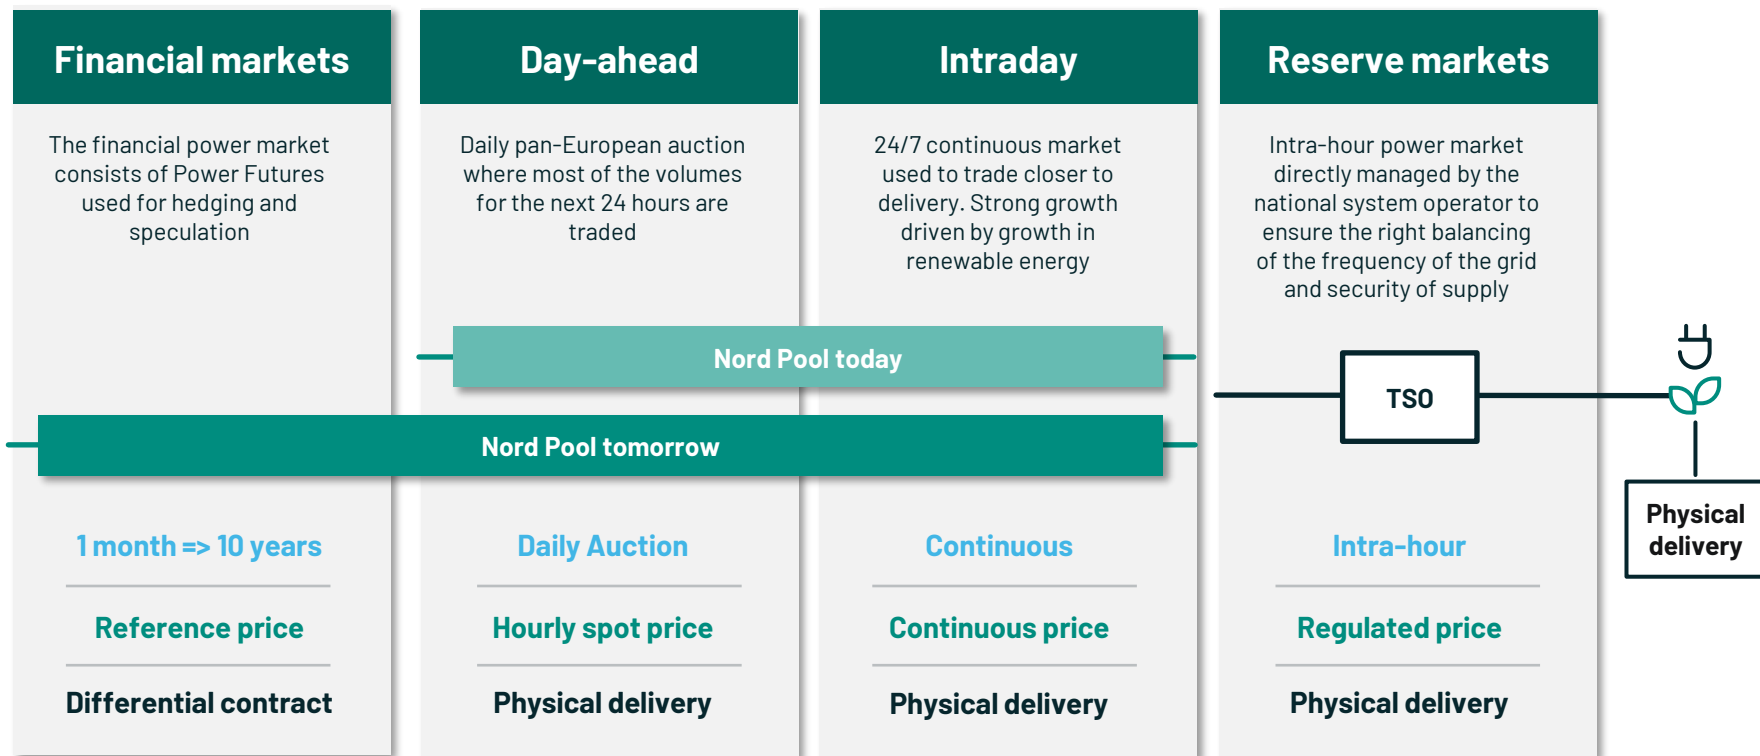 Financial markets
The financial power market
consists of Power Futures
used for hedging and
speculation
Day-ahead
Daily pan-European auction
where most of the volumes
for the next 24 hours are
traded
Intraday
24/7 continuous market
used to trade closer to
delivery. Strong growth
driven by growth in
renewable energy
Reserve markets
Intra-hour power market
directly managed by the
national system operator to
ensure the right balancing
of the frequency of the grid
and security of supply
Nord Pool today
TSO
Nord Pool tomorrow
Physical
delivery
1 month => 10 years
Reference price
Differential contract
Daily Auction
Hourly spot price
Physical delivery
Continuous
Continuous price
Physical delivery
Intra-hour
Regulated price
Physical delivery